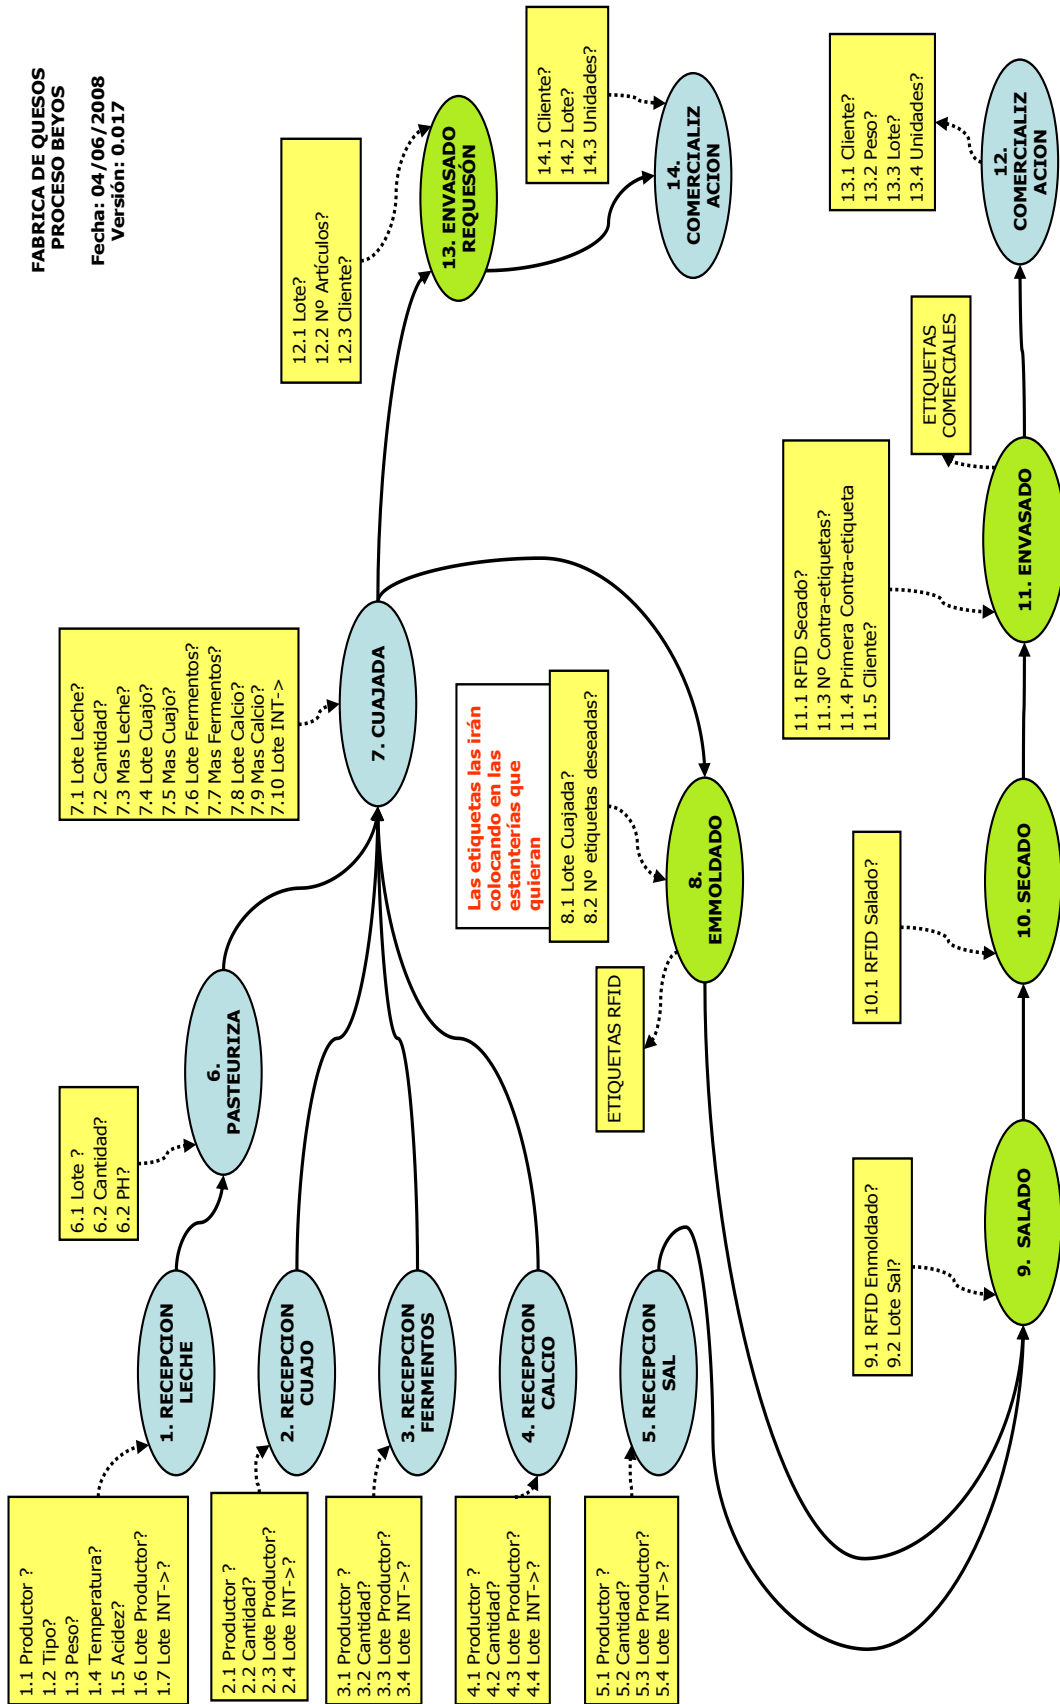 FABRICA DE QUESOS
PROCESO BEYOS
Fecha: 04/06/2008
Versión: 0.017
1.1 Productor ?
1.2 Tipo?
1.3 Peso?
1.4 Temperatura?
1.5 Acidez?
1.6 Lote Productor?
1.7 Lote INT->?
1. RECEPCION
LECHE
2.1 Productor ?
2.2 Cantidad?
2.3 Lote Productor?
2.4 Lote INT->?
2. RECEPCION
CUAJO
3.1 Productor ?
3.2 Cantidad?
3.3 Lote Productor?
3.4 Lote INT->?
3. RECEPCION
FERMENTOS
4.1 Productor ?
4.2 Cantidad?
4.3 Lote Productor?
4.4 Lote INT->?
4. RECEPCION
CALCIO
5.1 Productor ?
5.2 Cantidad?
5.3 Lote Productor?
5.4 Lote INT->?
5. RECEPCION
SAL
6.1 Lote ?
6.2 Cantidad?
6.2 PH?
6.
PASTEURIZA
7.1 Lote Leche?
7.2 Cantidad?
7.3 Mas Leche?
7.4 Lote Cuajo?
7.5 Mas Cuajo?
7.6 Lote Fermentos?
7.7 Mas Fermentos?
7.8 Lote Calcio?
7.9 Mas Calcio?
7.10 Lote INT->
7. CUAJADA
Las etiquetas las irán
colocando en las
estanterías que
quieran
8.1 Lote Cuajada?
8.2 Nº etiquetas deseadas?
8.
EMMOLDADO
ETIQUETAS RFID
9.1 RFID Enmoldado?
9.2 Lote Sal?
9. SALADO
10.1 RFID Salado?
10. SECADO
11.1 RFID Secado?
11.3 Nº Contra-etiquetas?
11.4 Primera Contra-etiqueta
11.5 Cliente?
11. ENVASADO
ETIQUETAS
COMERCIALES
13.1 Cliente?
13.2 Peso?
13.3 Lote?
13.4 Unidades?
12.
COMERCIALIZ
ACION
12.1 Lote?
12.2 Nº Artículos?
12.3 Cliente?
13. ENVASADO
REQUESÓN
14.1 Cliente?
14.2 Lote?
14.3 Unidades?
14.
COMERCIALIZ
ACION